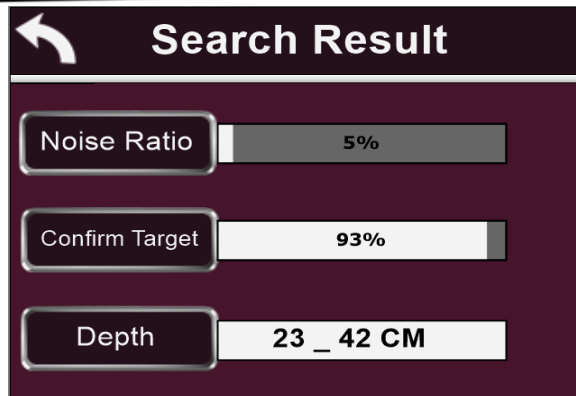 Search Result
Noise Ratio
5%
Confirm Target
93%
Depth
23 _ 42 CM